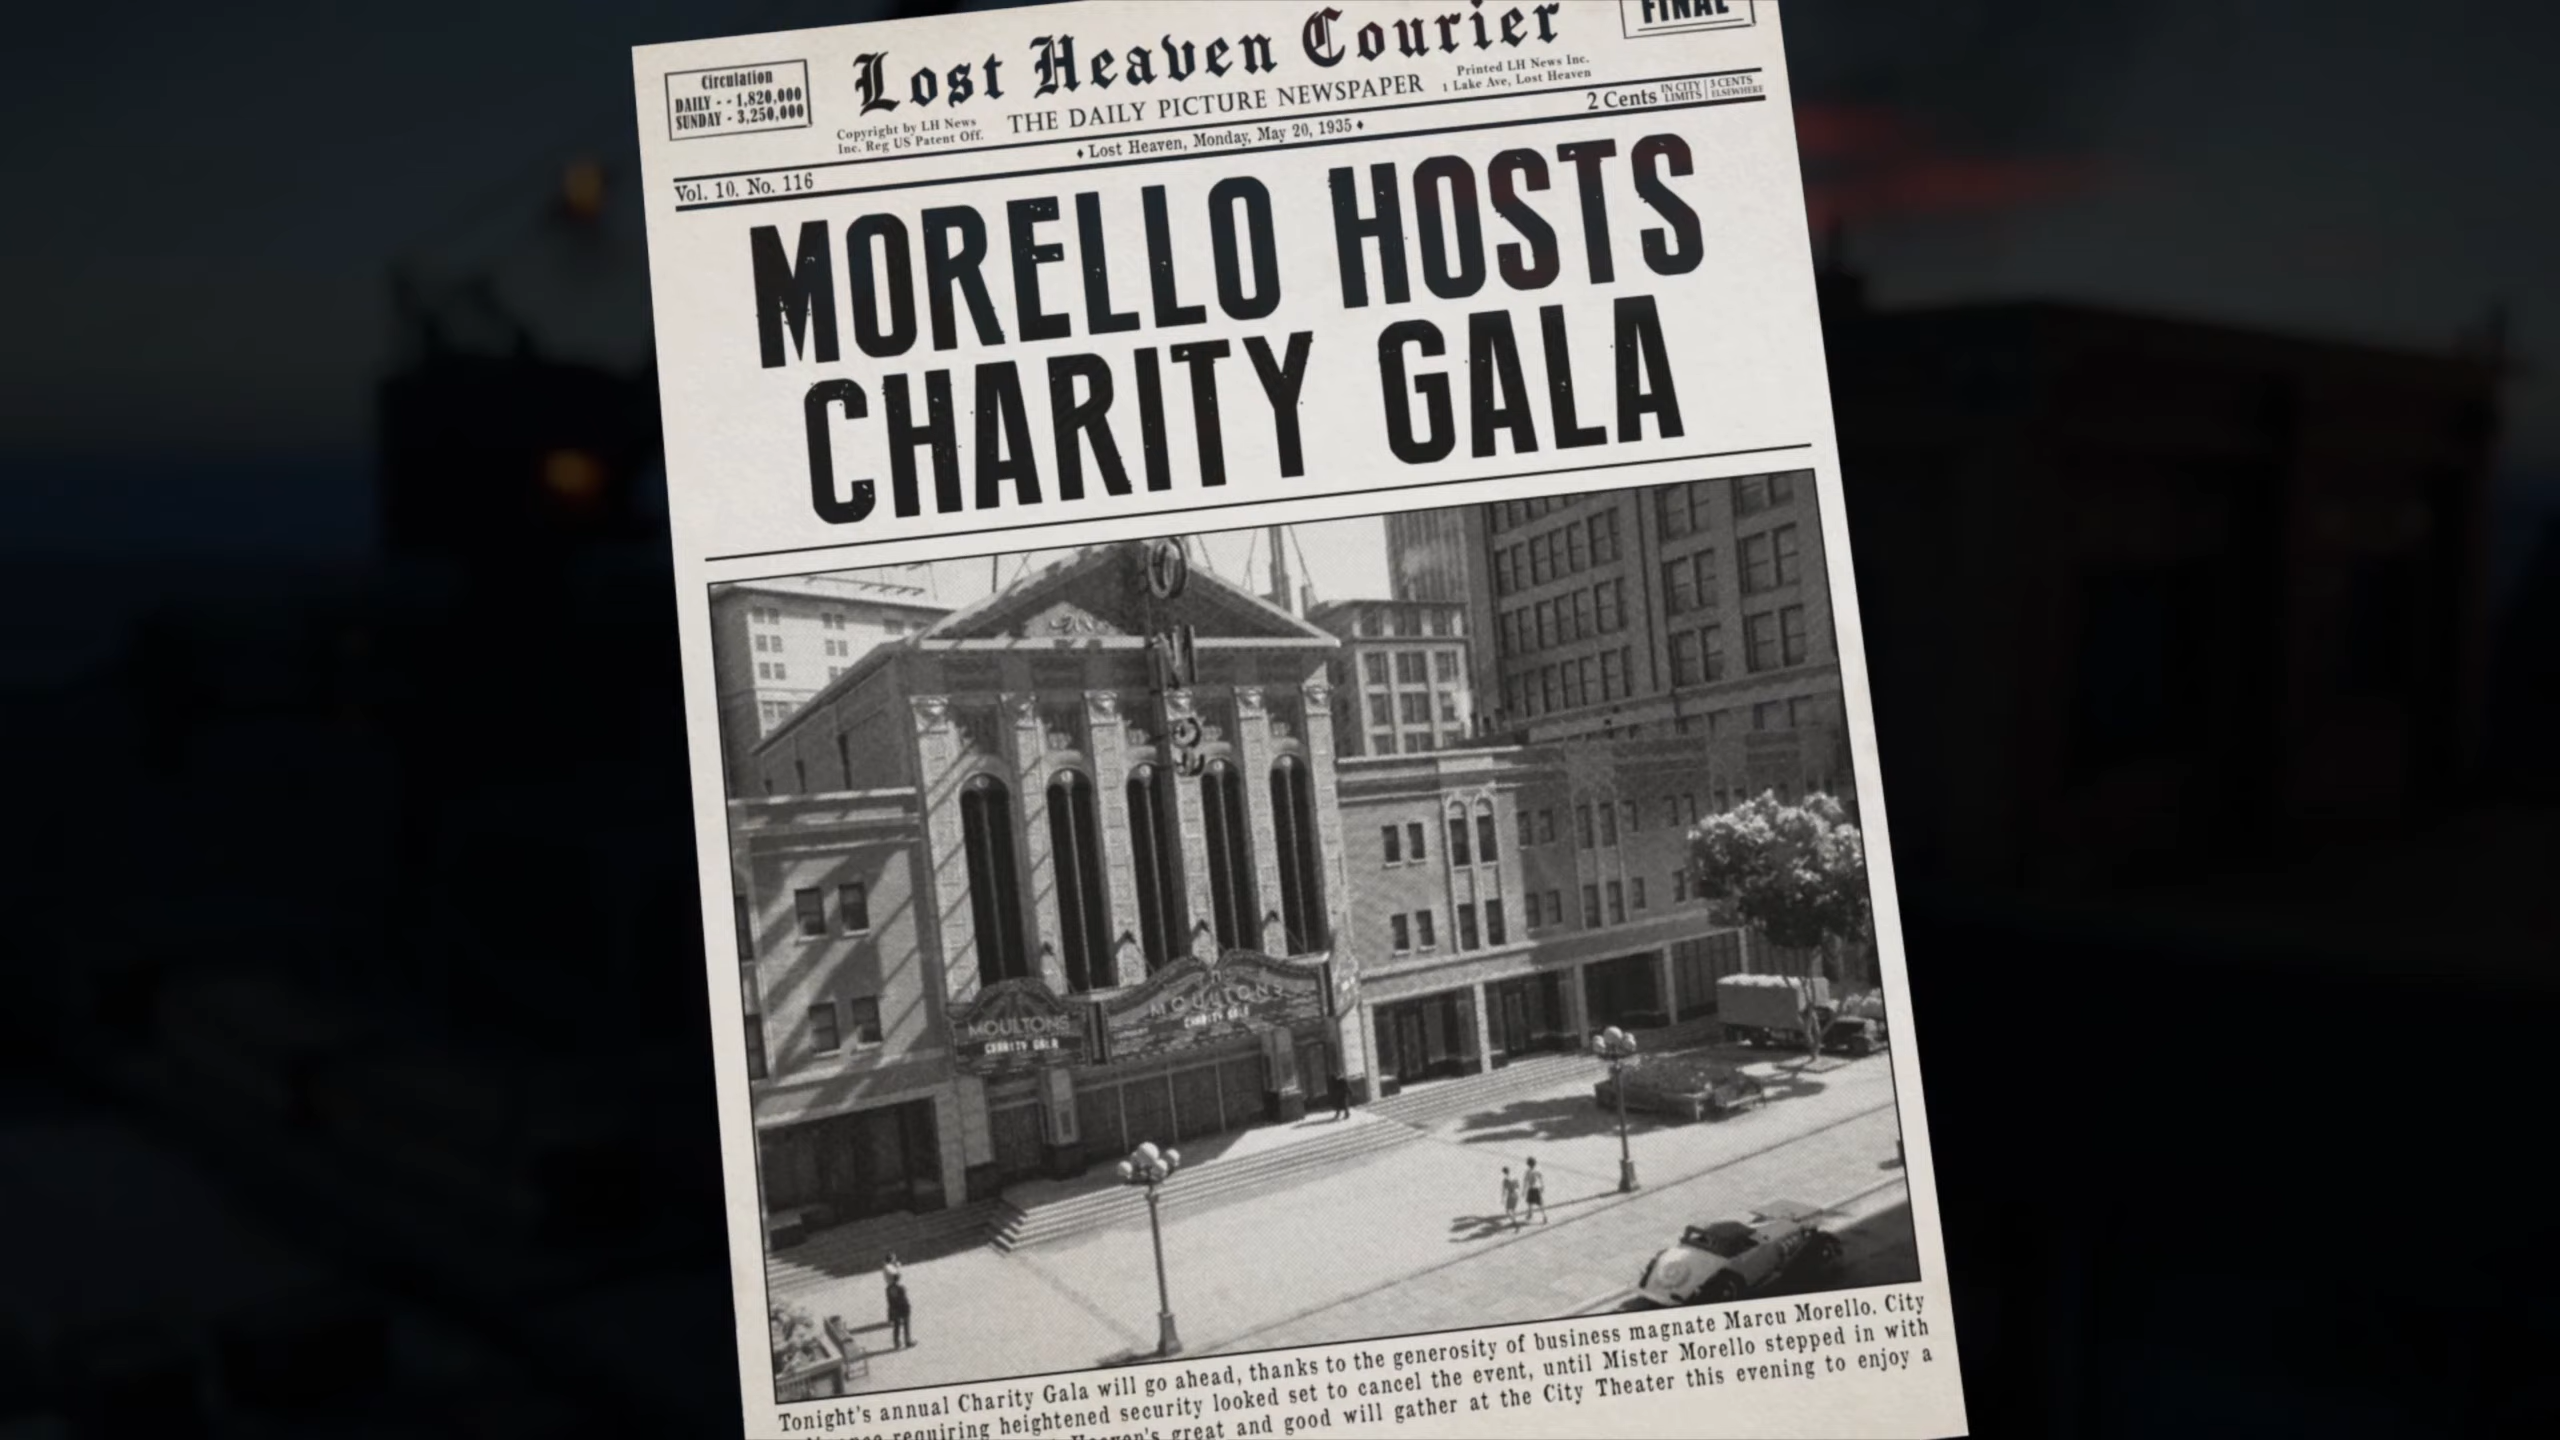 FINAL
Lost Heaven Courier
Circulation
DAILY - - 1,820,000
SUNDAY - 3,250,000
Copyright by LH News
Inc. Reg US Patent Off.
THE DAILY PICTURE NEWSPAPER
Printed LH News Inc.
1 Lake Ave, Lost Heaven
2 Cents IN CITY LIMITS | 3 CENTS ELSEWHERE
♦ Lost Heaven, Monday, May 20, 1935 ♦
Vol. 10. No. 116
MORELLO HOSTS
CHARITY GALA
MOULTONS
CHARITY GALA
MOULTONS
CHARITY GALA
Tonight's annual Charity Gala will go ahead, thanks to the generosity of business magnate Marcu Morello. City
requiring heightened security looked set to cancel the event, until Mister Morello stepped in with
great and good will gather at the City Theater this evening to enjoy a